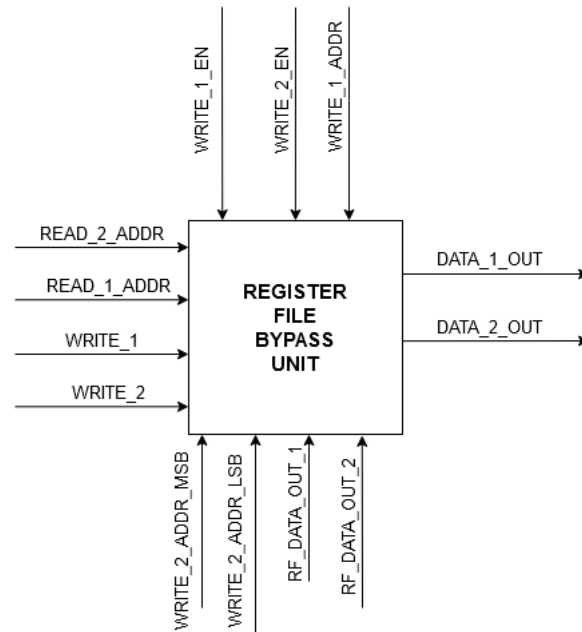 WRITE_1_EN
WRITE_2_EN
WRITE_1_ADDR
READ_2_ADDR
READ_1_ADDR
WRITE_1
WRITE_2
REGISTER
FILE
BYPASS
UNIT
DATA_1_OUT
DATA_2_OUT
WRITE_2_ADDR_MSB
WRITE_2_ADDR_LSB
RF_DATA_OUT_1
RF_DATA_OUT_2